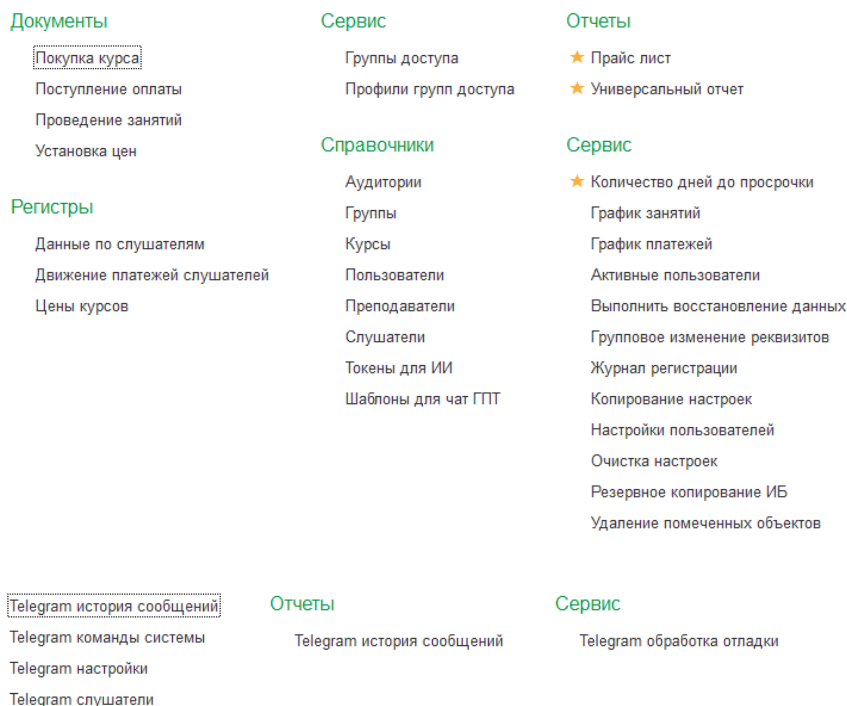 Документы
Покупка курса
Поступление оплаты
Проведение занятий
Установка цен
Регистры
Данные по слушателям
Движение платежей слушателей
Цены курсов
Сервис
Группы доступа
Профили групп доступа
Справочники
Аудитории
Группы
Курсы
Пользователи
Преподаватели
Слушатели
Токены для ИИ
Шаблоны для чат ГПТ
Отчеты
Прайс лист
Универсальный отчет
Сервис
Количество дней до просрочки
График занятий
График платежей
Активные пользователи
Выполнить восстановление данных
Групповое изменение реквизитов
Журнал регистрации
Копирование настроек
Настройки пользователей
Очистка настроек
Резервное копирование ИБ
Удаление помеченных объектов
Telegram история сообщений
Telegram команды системы
Telegram настройки
Telegram слушатели
Отчеты
Telegram история сообщений
Сервис
Telegram обработка отладки